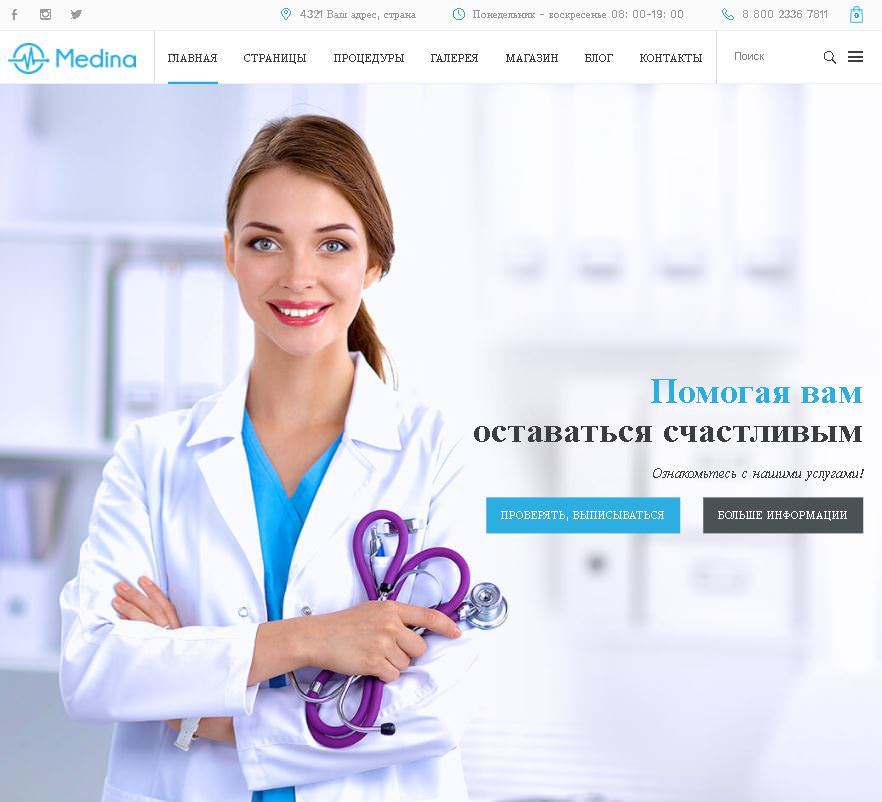 4321 Ваш адрес, страна
Понедельник - воскресенье 08: 00-19: 00
8 800 2336 7811
0
Medina
ГЛАВНАЯ СТРАНИЦЫ ПРОЦЕДУРЫ ГАЛЕРЕЯ МАГАЗИН БЛОГ КОНТАКТЫ
Поиск
Помогая вам
оставаться счастливым
Ознакомьтесь с нашими услугами!
ПРОВЕРЯТЬ, ВЫПИСЫВАТЬСЯ
БОЛЬШЕ ИНФОРМАЦИИ